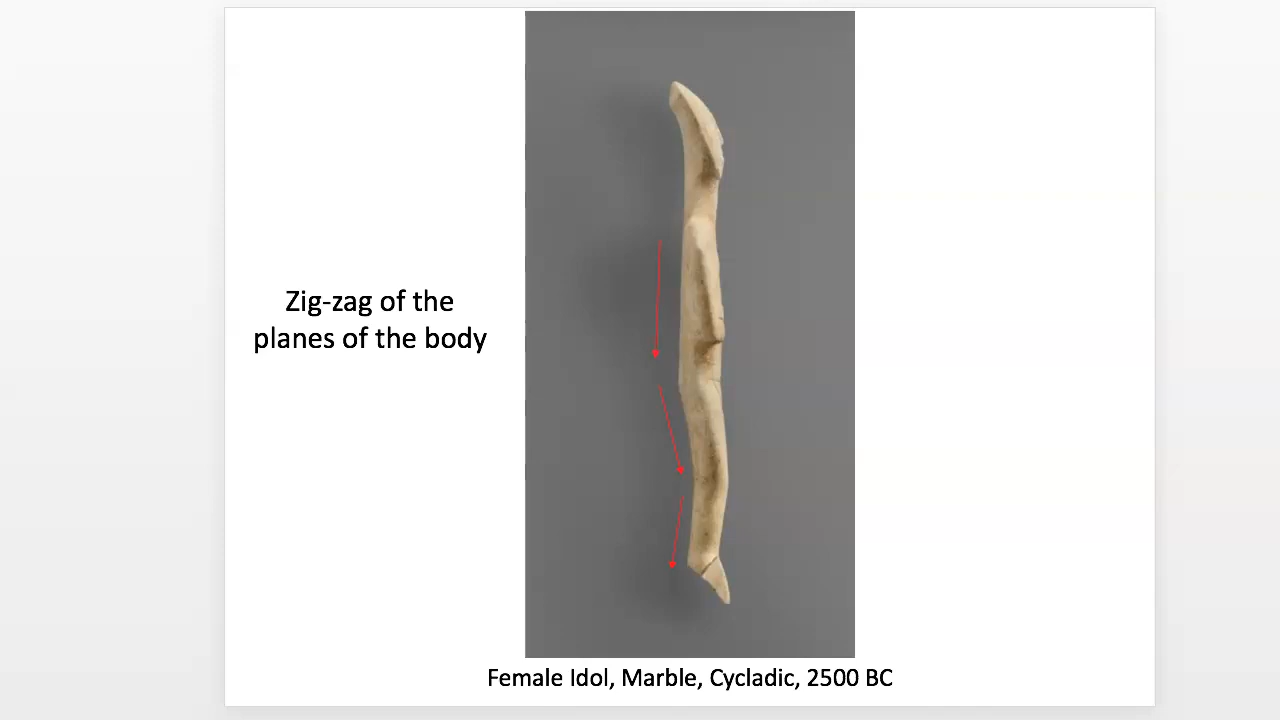 Zig-zag of the
planes of the body
Female Idol, Marble, Cycladic, 2500 BC